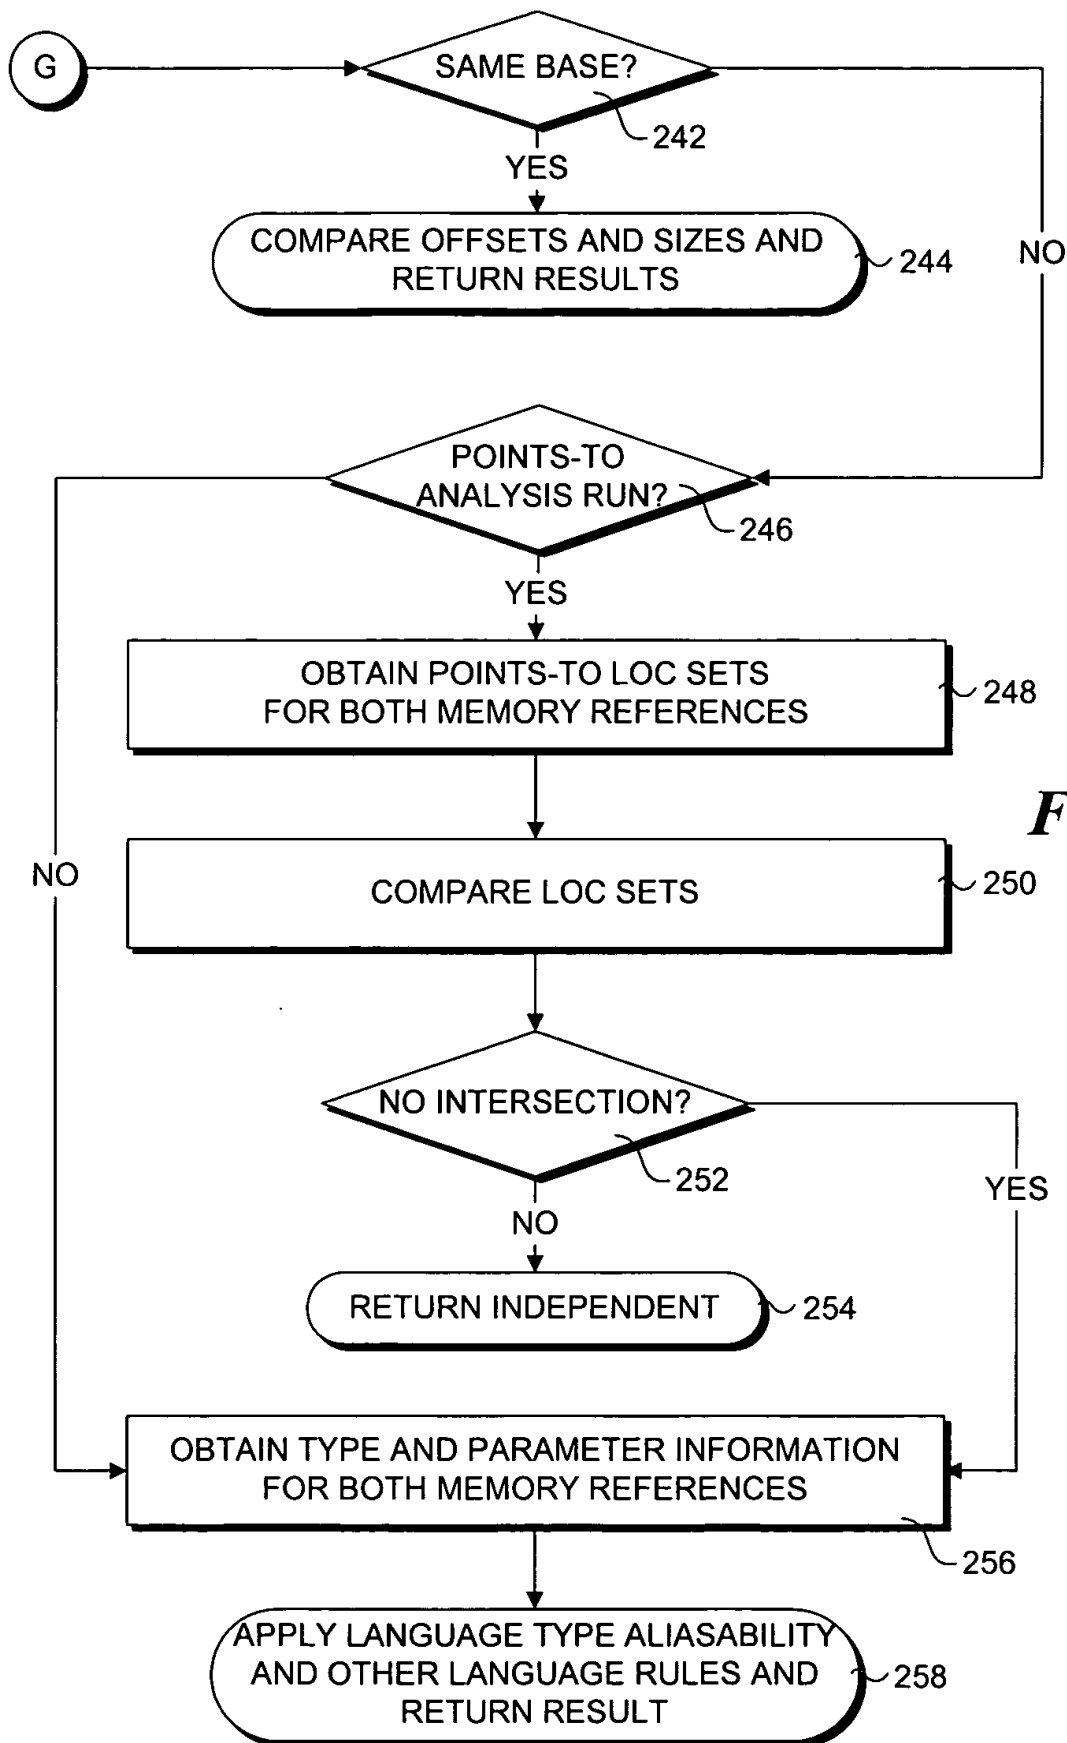 G
SAME BASE?
242
YES
NO
COMPARE OFFSETS AND SIZES AND
RETURN RESULTS
244
POINTS-TO
ANALYSIS RUN?
246
YES
OBTAIN POINTS-TO LOC SETS
FOR BOTH MEMORY REFERENCES
248
F
NO
COMPARE LOC SETS
250
NO INTERSECTION?
252
YES
NO
RETURN INDEPENDENT
254
OBTAIN TYPE AND PARAMETER INFORMATION
FOR BOTH MEMORY REFERENCES
256
APPLY LANGUAGE TYPE ALIASABILITY
AND OTHER LANGUAGE RULES AND
RETURN RESULT
258